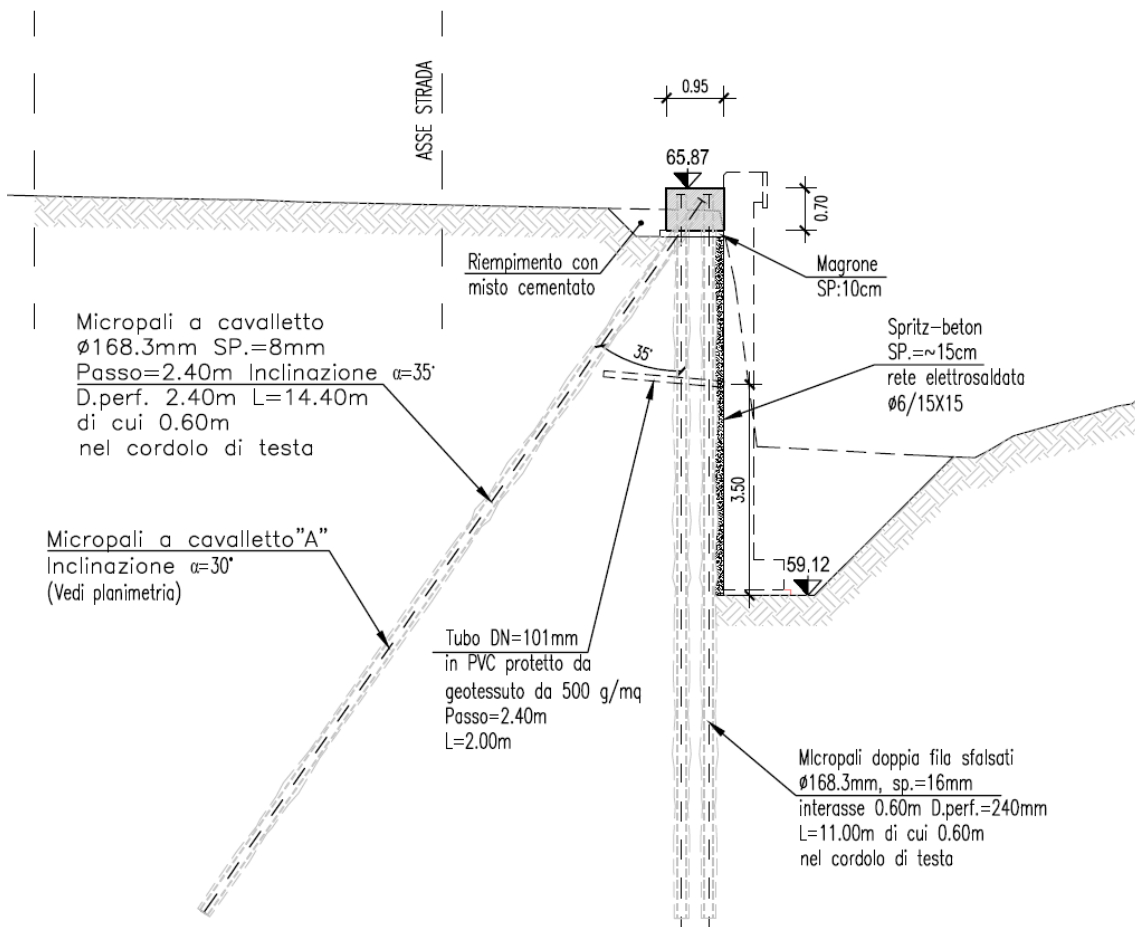 ASSE STRADA
0.95
65.87
0.70
Riempimento con
misto cementato
Magrone
SP:10cm
Micropali a cavalletto
Ø168.3mm SP.=8mm
Passo=2.40m Inclinazione α=35°
D.perf. 2.40m L=14.40m
di cui 0.60m
nel cordolo di testa
35°
Spritz-beton
SP.=~15cm
rete elettrosaldata
Ø6/15X15
3.50
Micropali a cavalletto"A"
Inclinazione α=30°
(Vedi planimetria)
59.12
Tubo DN=101mm
in PVC protetto da
geotessuto da 500 g/mq
Passo=2.40m
L=2.00m
MIcropali doppia fila sfalsati
Ø168.3mm, sp.=16mm
interasse 0.60m D.perf.=240mm
L=11.00m di cui 0.60m
nel cordolo di testa